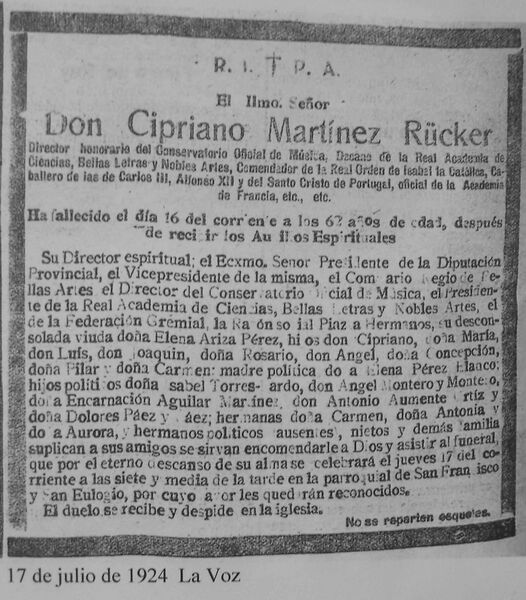 R. I. † P. A.
El Ilmo. Señor
Don Cipriano Martínez Rücker
Director honorario del Conservatorio Oficial de Música, Decano de la Real Academia de
Ciencias, Bellas Letras y Nobles Artes, Comendador de la Real Orden de Isabel la Católica, Ca-
ballero de las de Carlos III, Alfonso XII y del Santo Cristo de Portugal, oficial de la Academia
de Francia, etc., etc.
Ha fallecido el día 16 del corriente a los 62 años de edad, después
de recibir los Auxilios Espirituales
Su Director espiritual; el Ecxmo. Señor Presidente de la Diputación
Provincial, el Vicepresidente de la misma, el Comisario Regio de Be-
llas Artes el Director del Conservatorio Oficial de Música, el Presiden-
te de la Real Academia de Ciencias, Bellas Letras y Nobles Artes, el
de la Federación Gremial, la Razón social Piaz a Hermanos, su descon-
solada viuda doña Elena Ariza Pérez, hijos don Cipriano, doña María,
don Luis, don Joaquin, doña Rosario, don Angel, doña Concepción,
doña Pilar y doña Carmen: madre política doña Elena Pérez Blanco:
hijos políticos doña Isabel Torres- ardo, don Angel Montero y Montero,
doña Encarnación Aguilar Martínez, don Antonio Aumente Ortíz y
doña Dolores Páez y áez; hermanas doña Carmen, doña Antonia y
doña Aurora, y hermanos políticos (ausentes), nietos y demás familia
suplican a sus amigos se sirvan encomendarle a Dios y asistir al funeral,
que por el eterno descanso de su alma se celebrará el jueves 17 del co-
rriente a las siete y media de la tarde en la parroquial de San Francisco
y San Eulogio, por cuyo favor les quedarán reconocidos.
El duelo se recibe y despide en la iglesia.
No se reparten esquelas.
17 de julio de 1924 La Voz